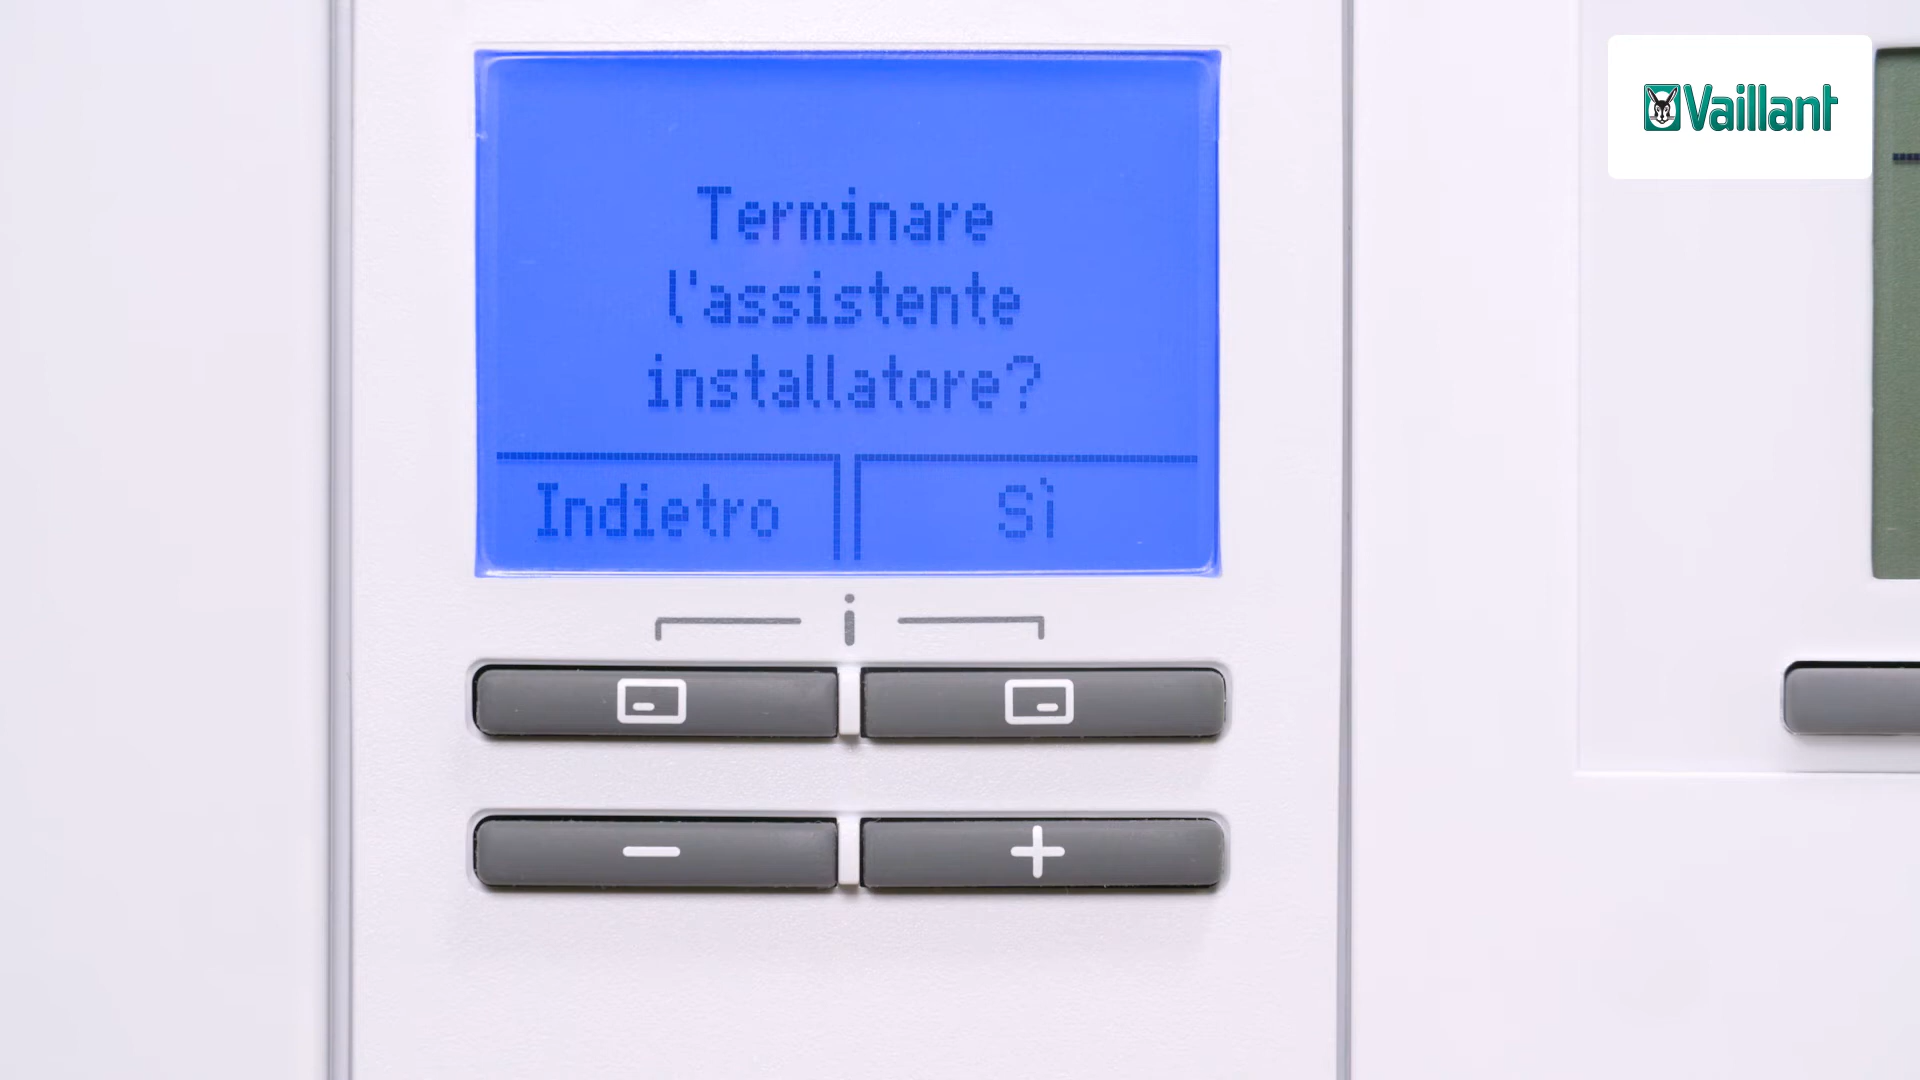 Vaillant
Terminare
l'assistente
installatore?
Indietro Sì
i
- +